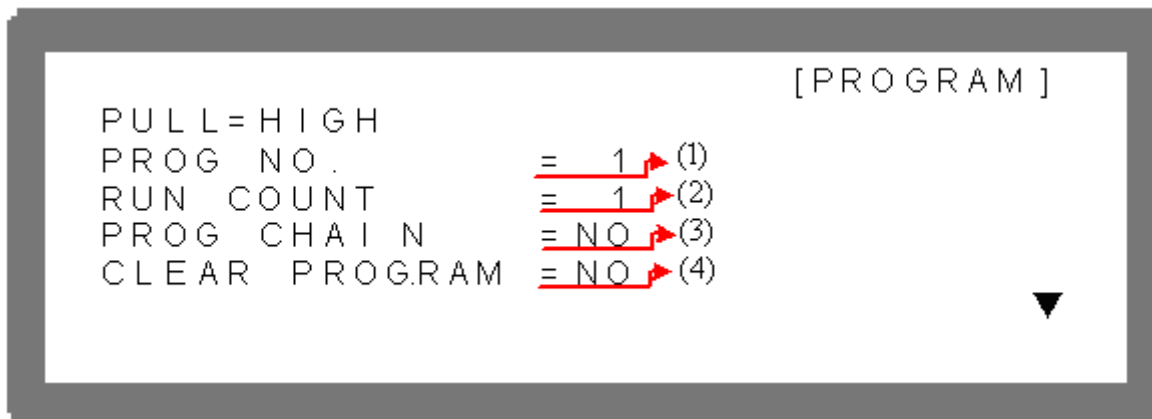 [PROGRAM]
PULL=HIGH
PROG NO. = 1 (1)
RUN COUNT = 1 (2)
PROG CHAIN = NO (3)
CLEAR PROGRAM = NO (4)